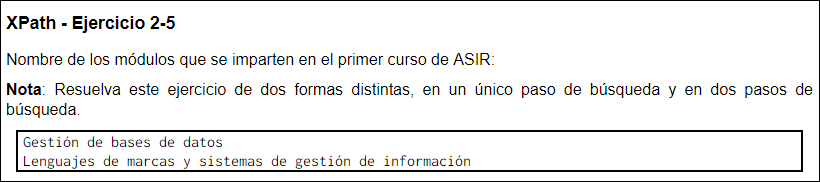 XPath - Ejercicio 2-5
Nombre de los módulos que se imparten en el primer curso de ASIR:
Nota: Resuelva este ejercicio de dos formas distintas, en un único paso de búsqueda y en dos pasos de
búsqueda.
Gestión de bases de datos
Lenguajes de marcas y sistemas de gestión de información